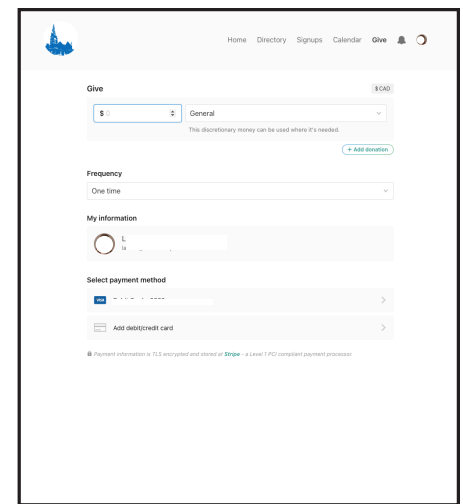 Home Directory Signups Calendar Give
Give $ CAD
$ 0 General
This discretionary money can be used where it's needed.
+ Add donation
Frequency
One time
My information
L
Select payment method
VISA
Add debit/credit card
Payment information is TLS encrypted and stored at Stripe - a Level 1 PCI compliant payment processor.